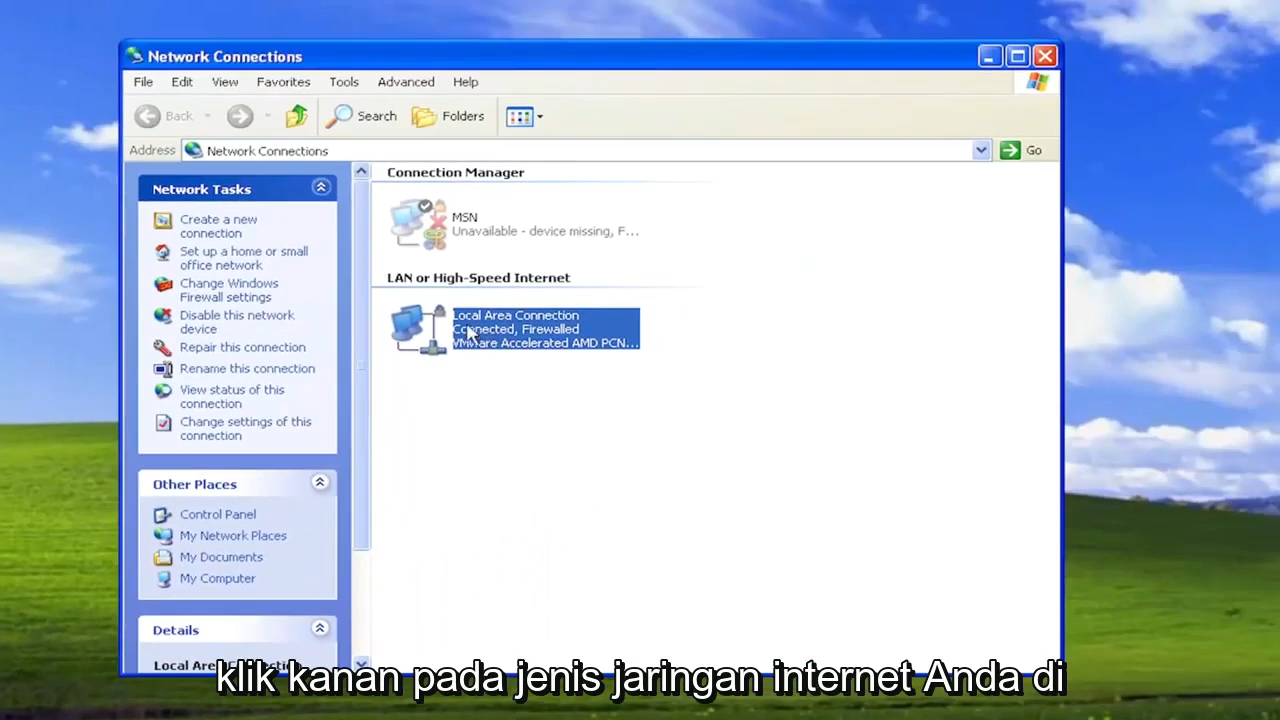 Network Connections
File Edit View Favorites Tools Advanced Help
Back Search Folders
Address Network Connections Go
Network Tasks
Create a new
connection
Set up a home or small
office network
Change Windows
Firewall settings
Disable this network
device
Repair this connection
Rename this connection
View status of this
connection
Change settings of this
connection
Other Places
Control Panel
My Network Places
My Documents
My Computer
Details
Connection Manager
MSN
Unavailable - device missing, F...
LAN or High-Speed Internet
Local Area Connection
Connected, Firewalled
VMware Accelerated AMD PCN...
Local Area Connection
klik kanan pada jenis jaringan internet Anda di